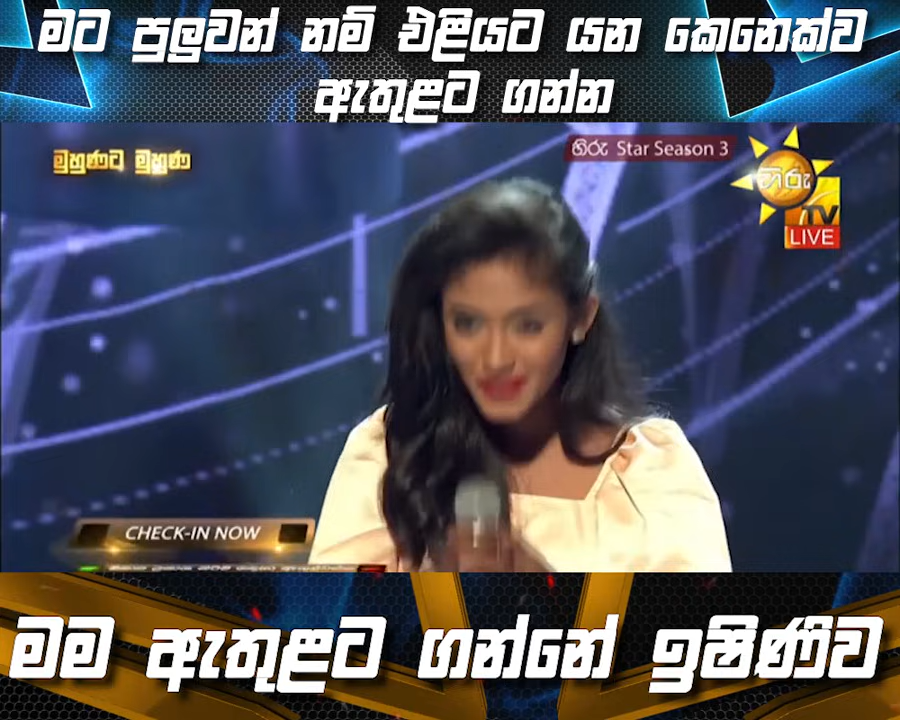 මට පුලුවන් නම් එළියට යන කෙනෙක්ව
ඇතුළට ගන්න
මුහුණට මුහුණ
හිරු Star Season 3
හිරු
TV
LIVE
CHECK-IN NOW
මම ඇතුළට ගන්නේ ඉෂිණිව